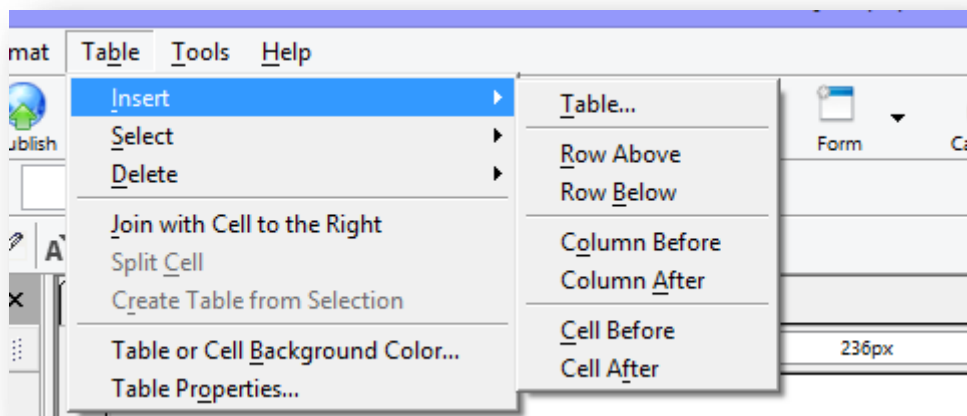 mat Table Tools Help
Insert
Select
Delete
Join with Cell to the Right
Split Cell
Create Table from Selection
Table or Cell Background Color...
Table Properties...
Table...
Row Above
Row Below
Column Before
Column After
Cell Before
Cell After
ublish
Form
Ca
A
236px